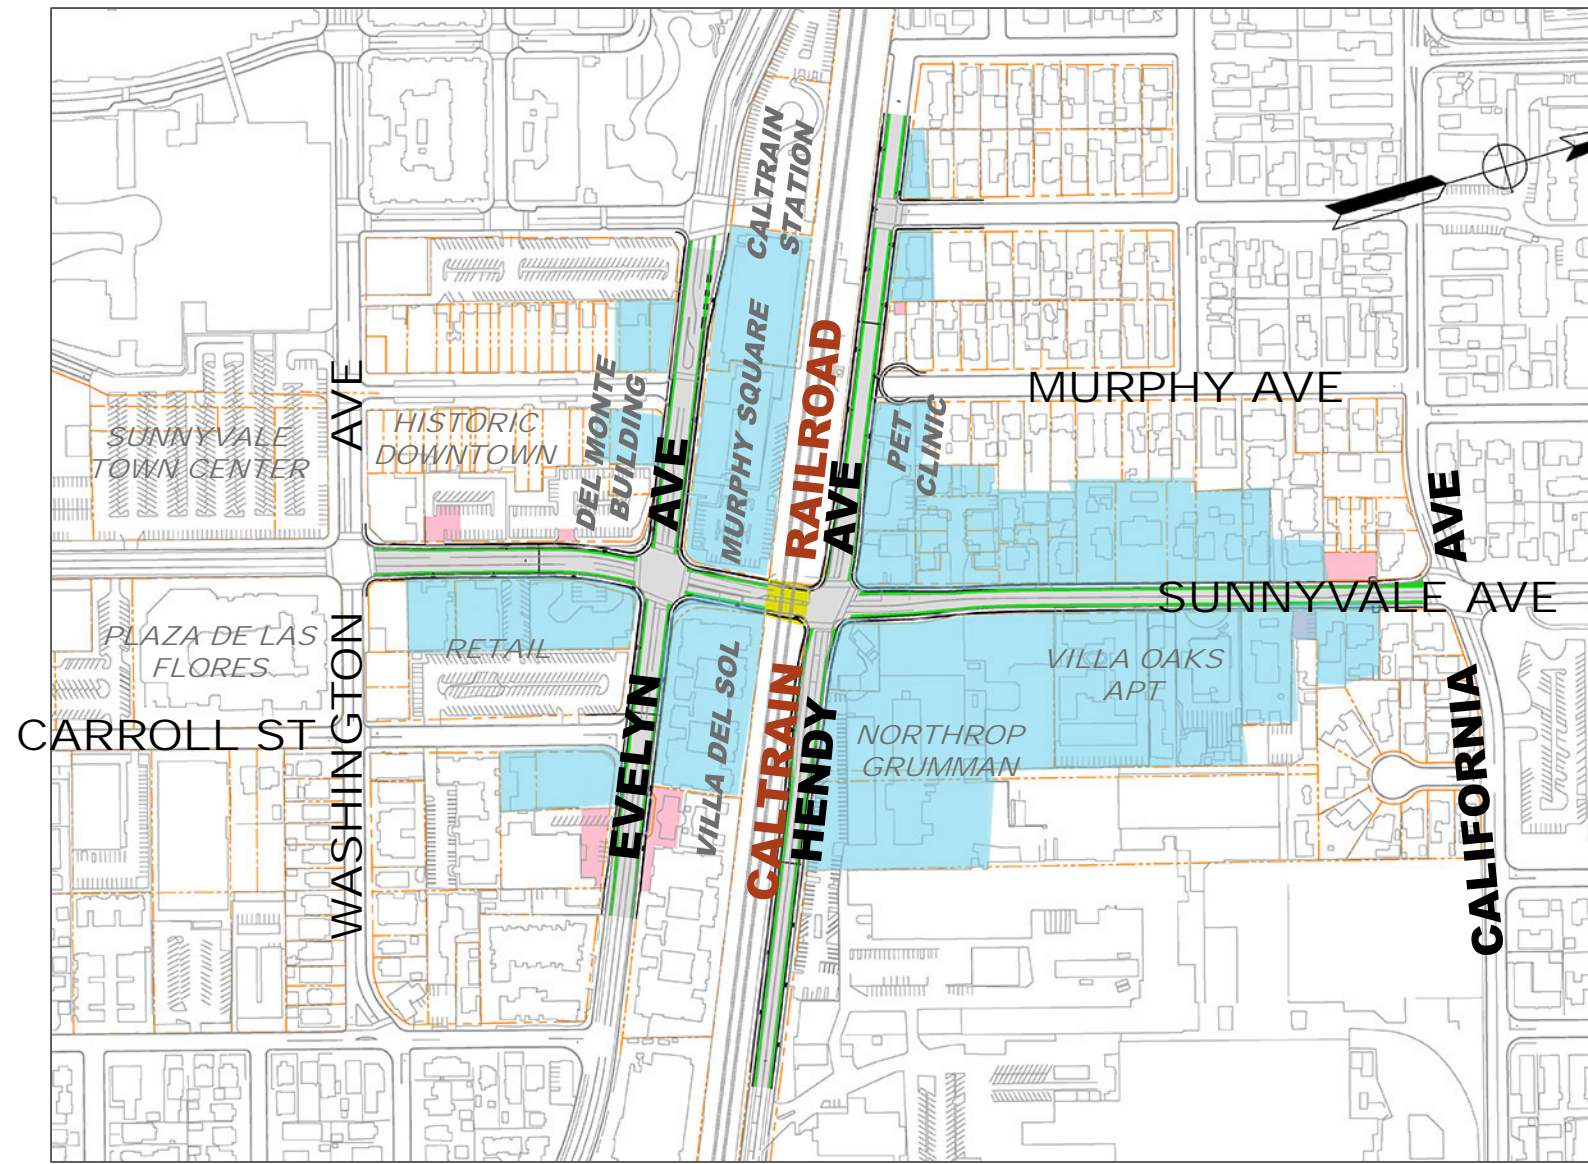 CALTRAIN
STATION
MURPHY SQUARE
RAILROAD
AVE
MURPHY AVE
PET
CLINIC
DEL MONTE
BUILDING
AVE
HISTORIC
DOWNTOWN
AVE
SUNNYVALE
TOWN CENTER
AVE
SUNNYVALE AVE
PLAZA DE LAS
FLORES
RETAIL
VILLA DEL SOL
VILLA OAKS
APT
CARROLL ST
WASHINGTON
EVELYN
CALTRAIN
HENDY
NORTHROP
GRUMMAN
CALIFORNIA